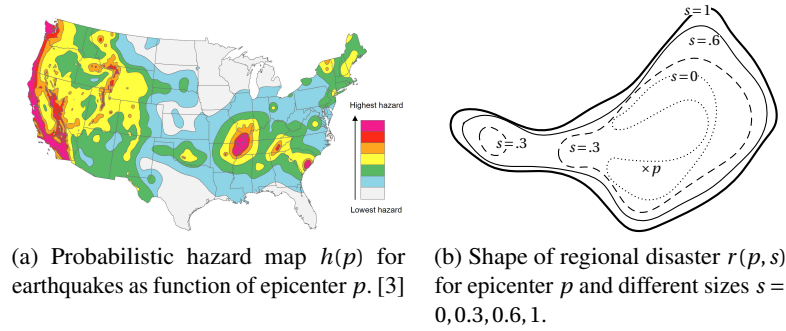 Highest hazard
Lowest hazard
(a) Probabilistic hazard map h(p) for
earthquakes as function of epicenter p. [3]
s=1
s=.6
s=0
s=.3
s=.3
×p
(b) Shape of regional disaster r(p,s)
for epicenter p and different sizes s =
0,0.3,0.6,1.